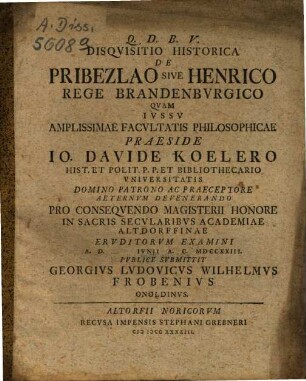 A. Diss.
56089
Q. D. B. V.
DISQVISITIO HISTORICA
DE
PRIBEZLAO SIVE HENRICO
REGE BRANDENBVRGICO
QVAM
IVSSV
AMPLISSIMAE FACVLTATIS PHILOSOPHICAE
PRAESIDE
IO. DAVIDE KOELERO
HIST. ET POLIT. P. P. ET BIBLIOTHECARIO
VNIVERSITATIS
DOMINO PATRONO AC PRAECEPTORE
AETERNVM DEVENERANDO
PRO CONSEQVENDO MAGISTERII HONORE
IN SACRIS SECVLARIBVS ACADEMIAE
ALTDORFFINAE
ERVDITORVM EXAMINI
A. D. IVNII A. C. MDCCXXIII.
PVBLICE SVBMITTIT
GEORGIVS LVDOVICVS WILHELMVS
FROBENIVS
ONOLDINVS.
ALTORFII NORICORVM
RECVSA IMPENSIS STEPHANI GREBNERI